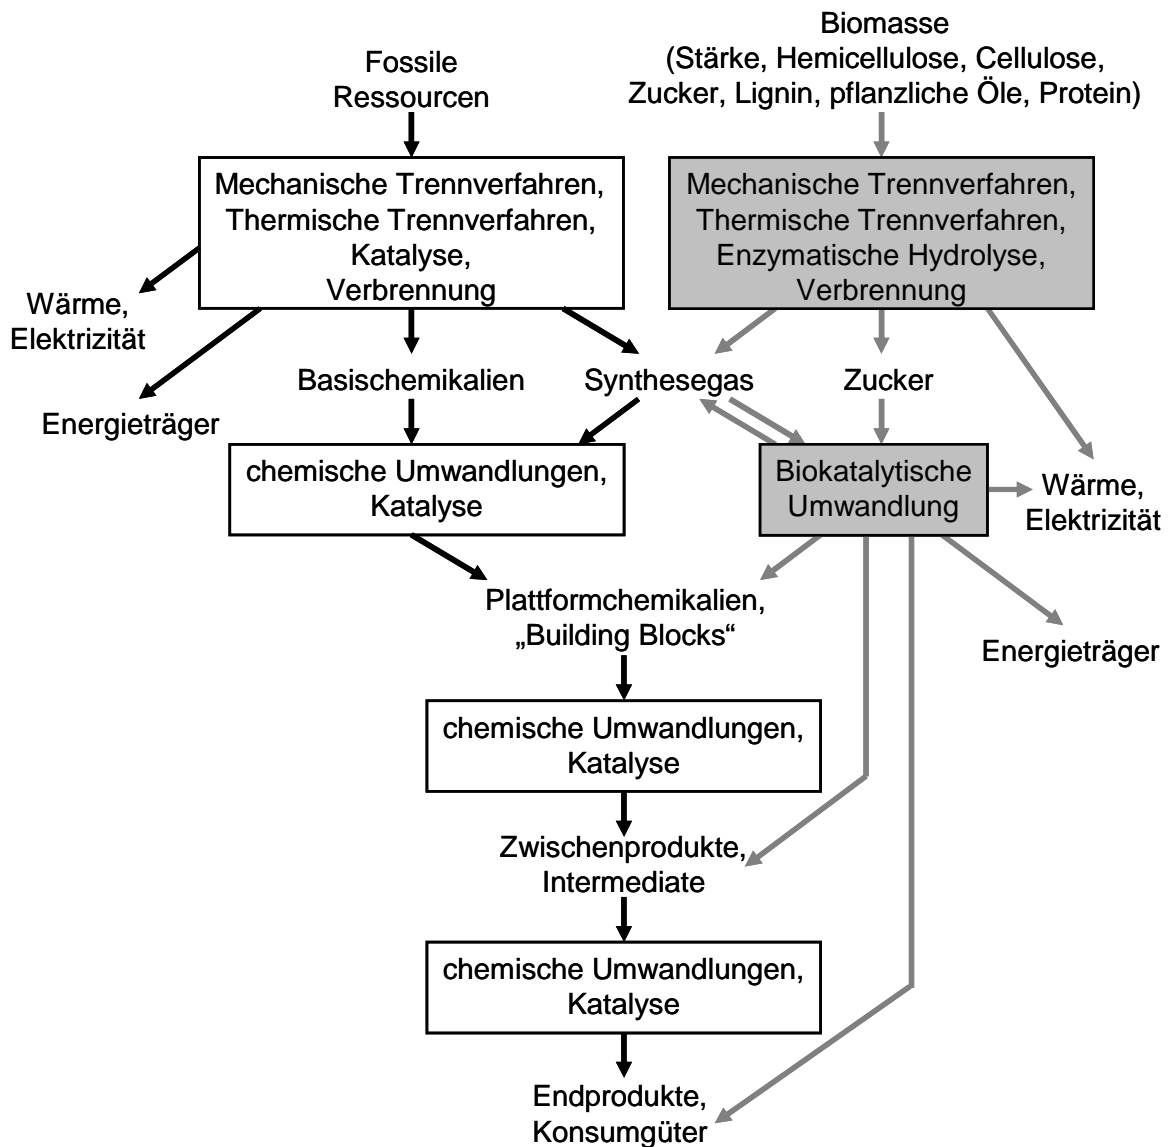 Fossile
Ressourcen
Biomasse
(Stärke, Hemicellulose, Cellulose,
Zucker, Lignin, pflanzliche Öle, Protein)
Mechanische Trennverfahren,
Thermische Trennverfahren,
Katalyse,
Verbrennung
Mechanische Trennverfahren,
Thermische Trennverfahren,
Enzymatische Hydrolyse,
Verbrennung
Wärme,
Elektrizität
Energieträger
Basischemikalien
Synthesegas
Zucker
chemische Umwandlungen,
Katalyse
Biokatalytische
Umwandlung
Wärme,
Elektrizität
Plattformchemikalien,
„Building Blocks“
Energieträger
chemische Umwandlungen,
Katalyse
Zwischenprodukte,
Intermediate
chemische Umwandlungen,
Katalyse
Endprodukte,
Konsumgüter